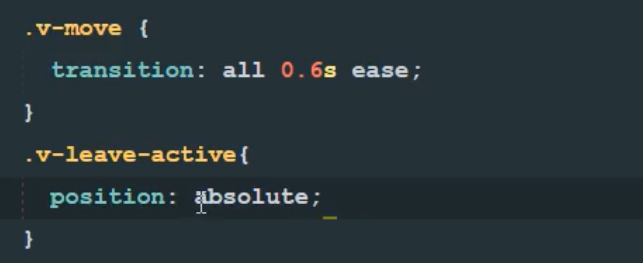 .v-move {
transition: all 0.6s ease;
}
.v-leave-active{
position: absolute;
}